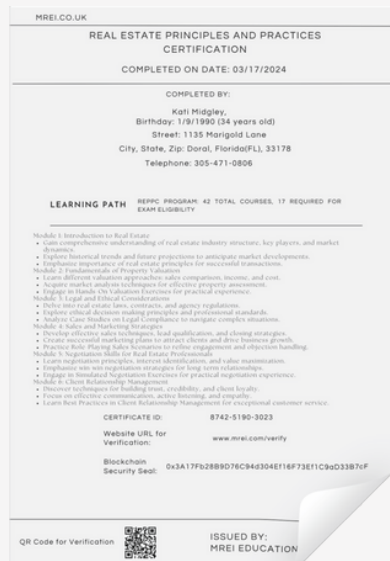 MREI.CO.UK
REAL ESTATE PRINCIPLES AND PRACTICES
CERTIFICATION
COMPLETED ON DATE: 03/17/2024
COMPLETED BY:
Kati Midgley,
Birthday: 1/9/1990 (34 years old)
Street: 1135 Marigold Lane
City, State, Zip: Doral, Florida(FL), 33178
Telephone: 305-471-0806
LEARNING PATH
REPPC PROGRAM: 42 TOTAL COURSES, 17 REQUIRED FOR
EXAM ELIGIBILITY
Module 1: Introduction to Real Estate
• Gain comprehensive understanding of real estate industry structure, key players, and market
dynamics.
• Explore historical trends and future projections to anticipate market developments.
• Emphasize importance of real estate principles for successful transactions.
Module 2: Fundamentals of Property Valuation
• Learn different valuation approaches: sales comparison, income, and cost.
• Acquire market analysis techniques for effective property assessment.
• Engage in Hands-On Valuation Exercises for practical experience.
Module 3: Legal and Ethical Considerations
• Delve into real estate laws, contracts, and agency regulations.
• Explore ethical decision making principles and professional standards.
• Analyze Case Studies on Legal Compliance to navigate complex situations.
Module 4: Sales and Marketing Strategies
• Develop effective sales techniques, lead qualification, and closing strategies.
• Create successful marketing plans to attract clients and drive business growth.
• Practice Role Playing Sales Scenarios to refine engagement and objection handling.
Module 5: Negotiation Skills for Real Estate Professionals
• Learn negotiation principles, interest identification, and value maximization.
• Emphasize win win negotiation strategies for long term relationships.
• Engage in Simulated Negotiation Exercises for practical negotiation experience.
Module 6: Client Relationship Management
• Discover techniques for building trust, credibility, and client loyalty.
• Focus on effective communication, active listening, and empathy.
• Learn Best Practices in Client Relationship Management for exceptional customer service.
CERTIFICATE ID: 8742-5190-3023
Website URL for
Verification: www.mrei.com/verify
Blockchain
Security Seal: 0x3A17Fb28B9D76C94d304Ef16F73Ef1C9aD33B7cF
QR Code for Verification
ISSUED BY:
MREI EDUCATION